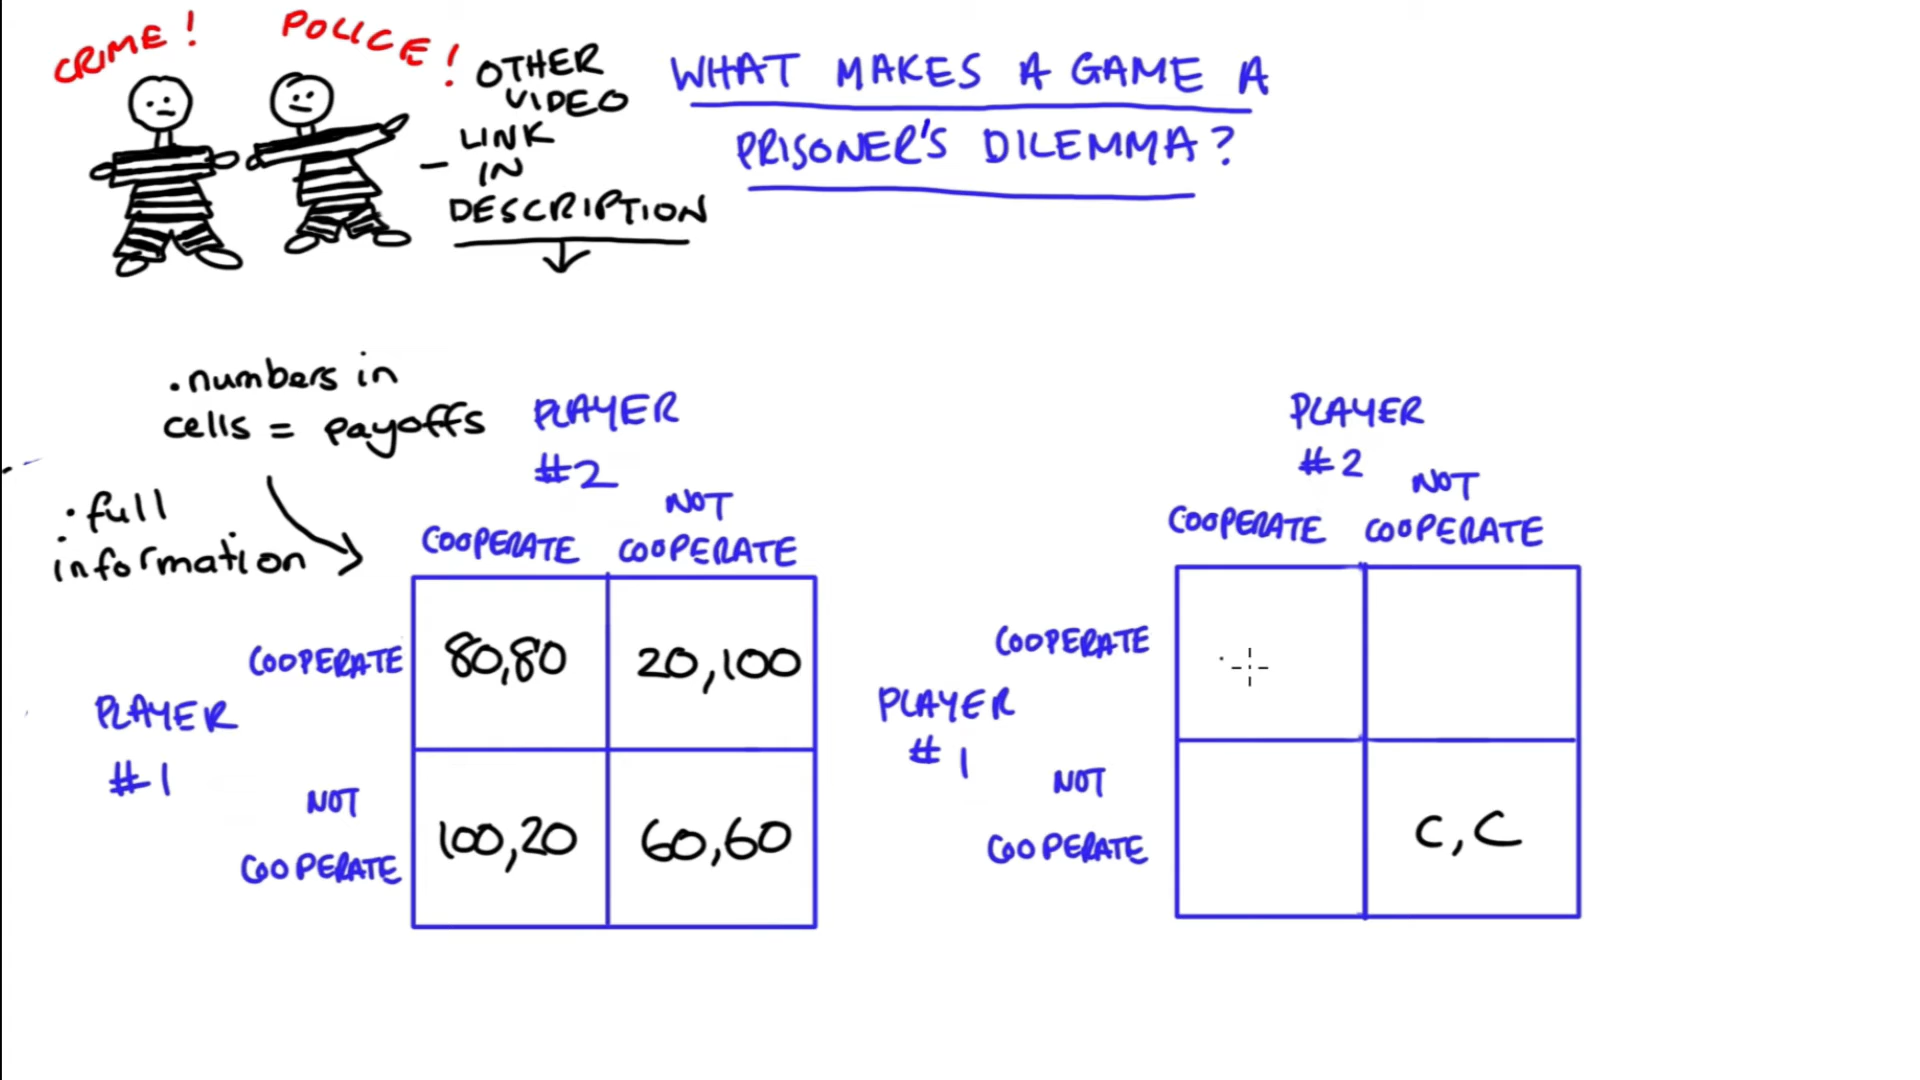 CRIME!
POLICE!
OTHER
VIDEO
- LINK
IN
DESCRIPTION
WHAT MAKES A GAME A
PRISONER'S DILEMMA?
.numbers in
cells = payoffs
.full
information
PLAYER
#2
NOT
COOPERATE COOPERATE
COOPERATE 80,80 20,100
PLAYER
#1
NOT
COOPERATE 100,20 60,60
PLAYER
#2
NOT
COOPERATE COOPERATE
COOPERATE
PLAYER
#1
NOT
COOPERATE C,C